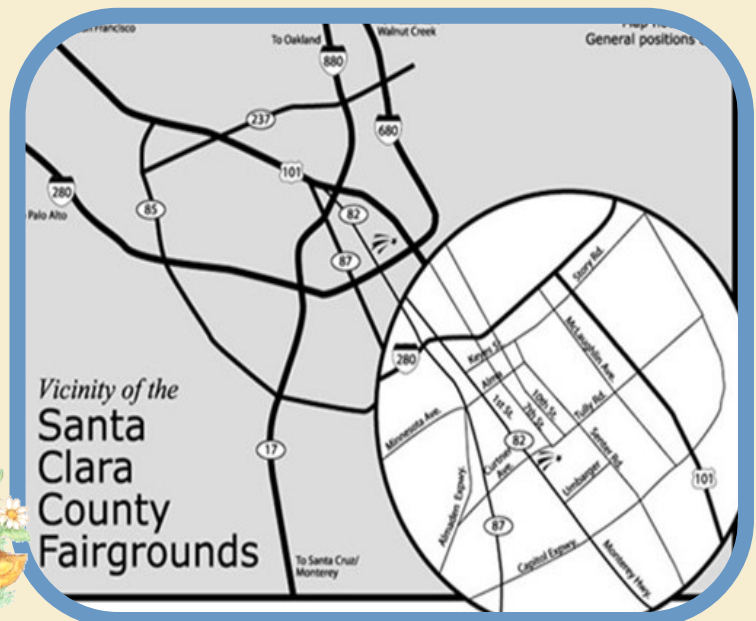 Francisco
To Oakland
Walnut Creek
General positions
880
237
680
101
280
85
82
Palo Alto
87
Story Rd.
McLaughlin Ave.
280
Keyes St.
Alma
10th St.
7th St.
1st St.
Tully Rd.
Minnesota Ave.
82
Senter Rd.
Curtner
Ave.
Umbarger
101
Almaden Expwy.
87
Capitol Expwy.
Monterey Hwy.
17
Vicinity of the
Santa
Clara
County
Fairgrounds
To Santa Cruz/
Monterey